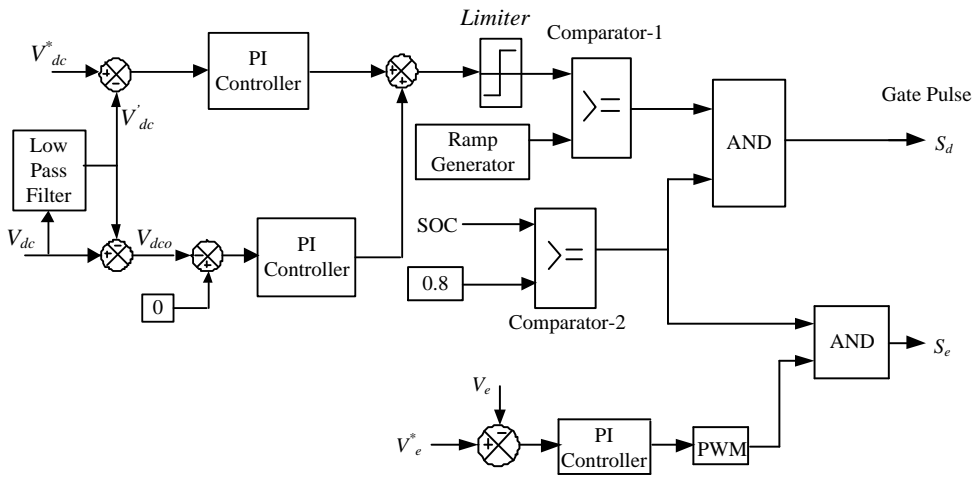 Limiter
Comparator-1
V*dc
PI
Controller
Gate Pulse
V'dc
Low
Pass
Filter
Ramp
Generator
>=
AND
Sd
Vdc
Vdco
PI
Controller
SOC
>=
0
0.8
Comparator-2
AND
Se
Ve
V*e
PI
Controller
PWM